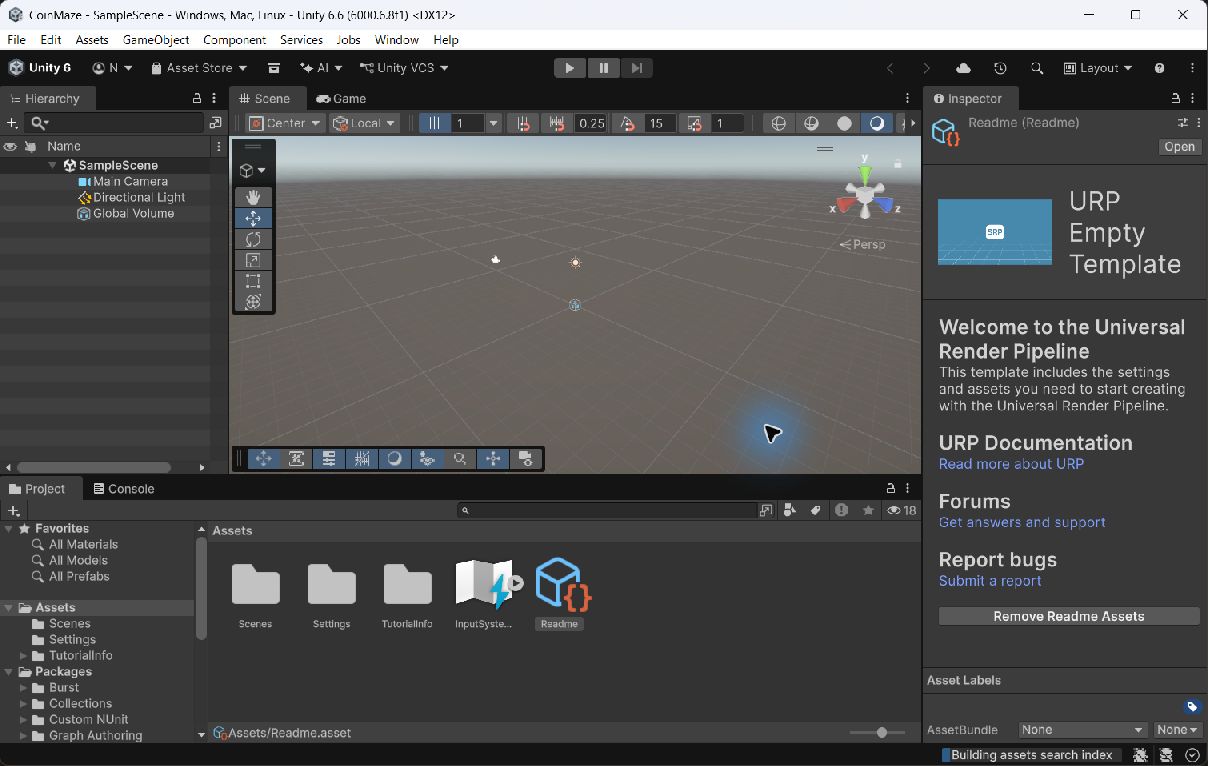 CoinMaze - SampleScene - Windows, Mac, Linux - Unity 6.6 (6000.6.8f1) <DX12>
File Edit Assets GameObject Component Services Jobs Window Help
Unity 6 N Asset Store AI Unity VCS Layout
Hierarchy
Name
SampleScene
Main Camera
Directional Light
Global Volume
Scene Game
Center Local 1 0.25 15 1
y
x z
Persp
Inspector
Readme (Readme)
Open
SRP
URP
Empty
Template
Welcome to the Universal
Render Pipeline
This template includes the settings
and assets you need to start creating
with the Universal Render Pipeline.
URP Documentation
Read more about URP
Forums
Get answers and support
Report bugs
Submit a report
Remove Readme Assets
Asset Labels
AssetBundle None None
Project Console
18
Favorites
All Materials
All Models
All Prefabs
Assets
Scenes
Settings
TutorialInfo
Packages
Burst
Collections
Custom NUnit
Graph Authoring
Assets
Scenes Settings TutorialInfo InputSyste... Readme
Assets/Readme.asset
Building assets search index